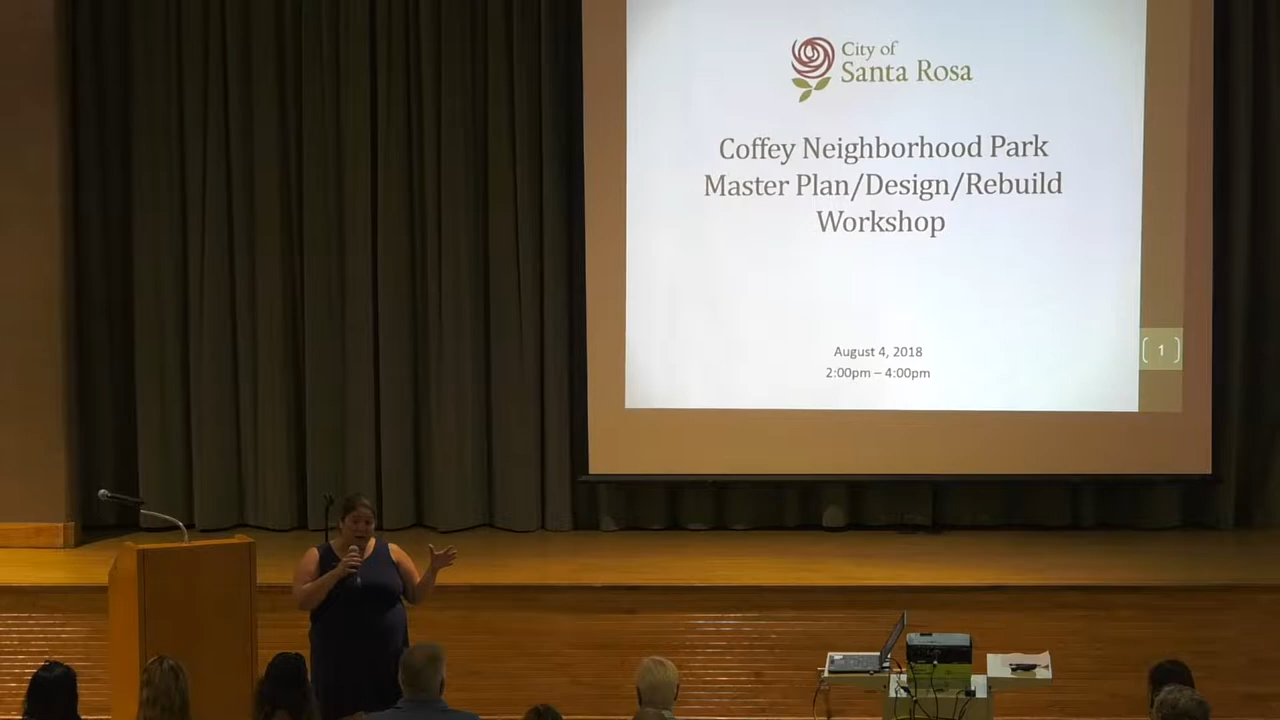 City of
Santa Rosa
Coffey Neighborhood Park
Master Plan/Design/Rebuild
Workshop
August 4, 2018
2:00pm – 4:00pm
1